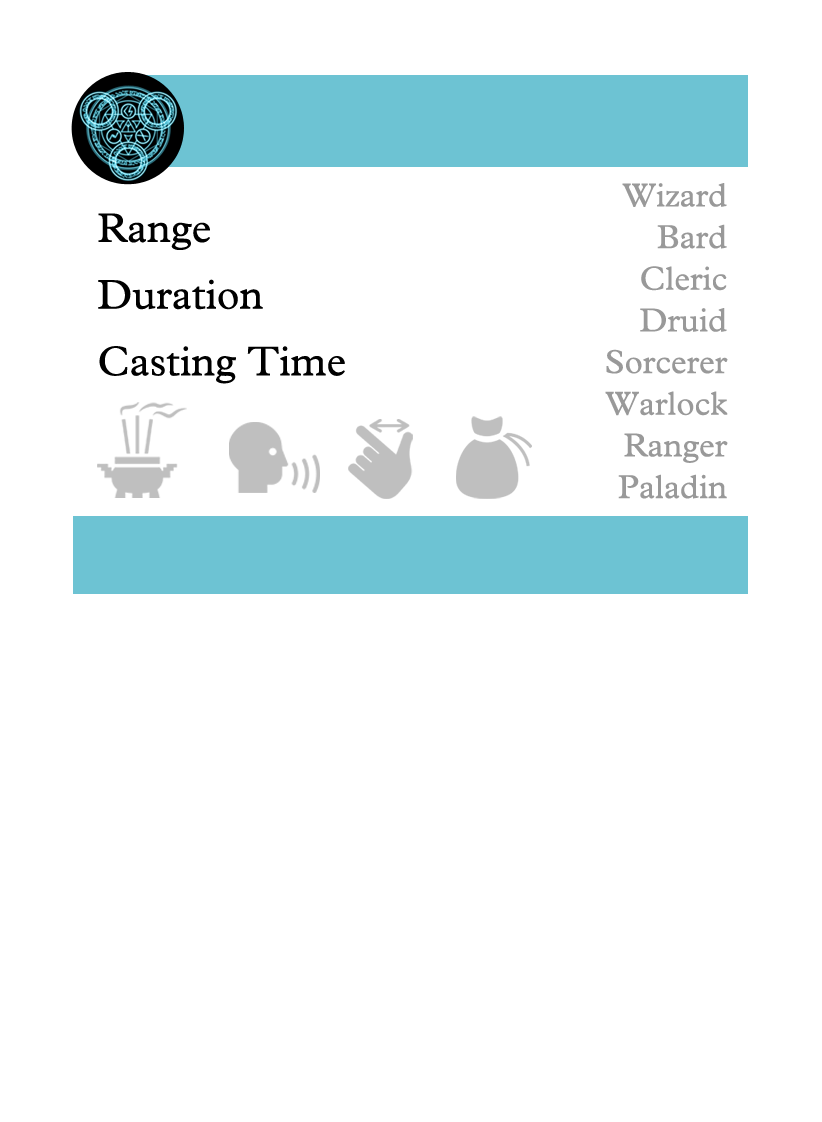 Range
Duration
Casting Time
Wizard
Bard
Cleric
Druid
Sorcerer
Warlock
Ranger
Paladin